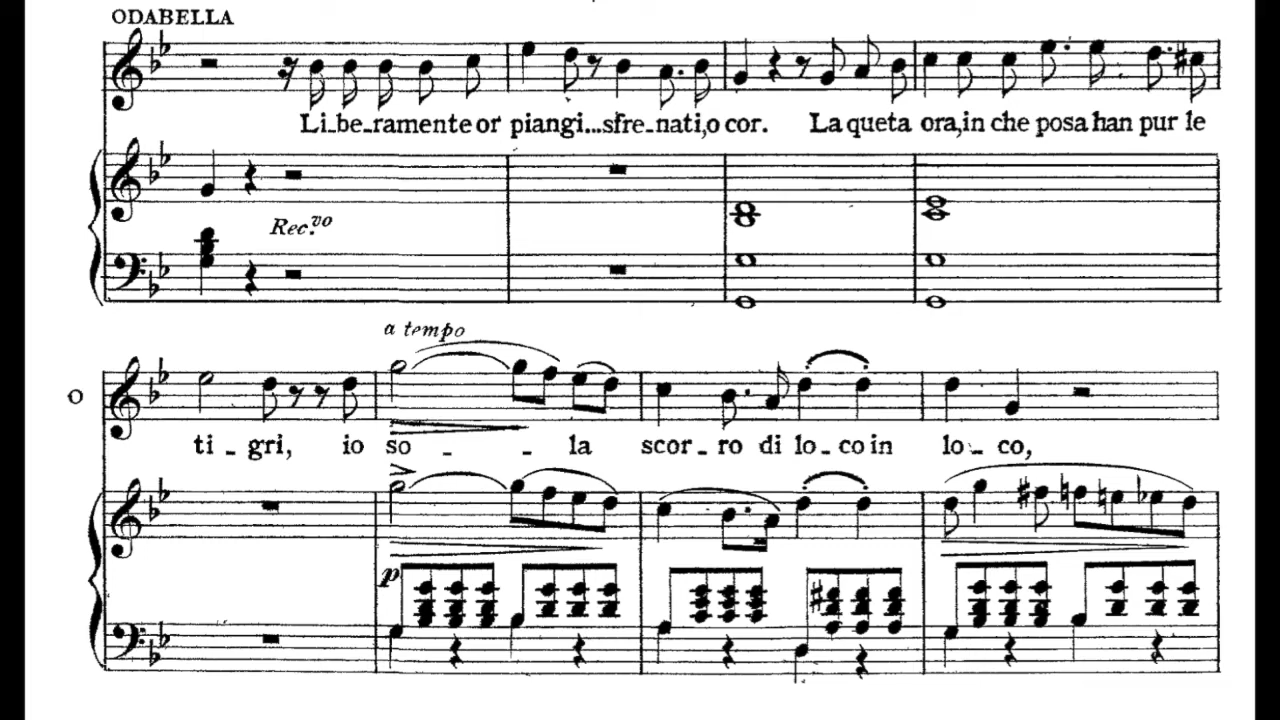 ODABELLA
Li_be_ramente or piangi...sfre_nati,o cor. La queta ora,in che posa han pur le
Rec.vo
a tempo
O
ti_gri, io so_ _ la scor_ro di lo_co in lo_co,
p